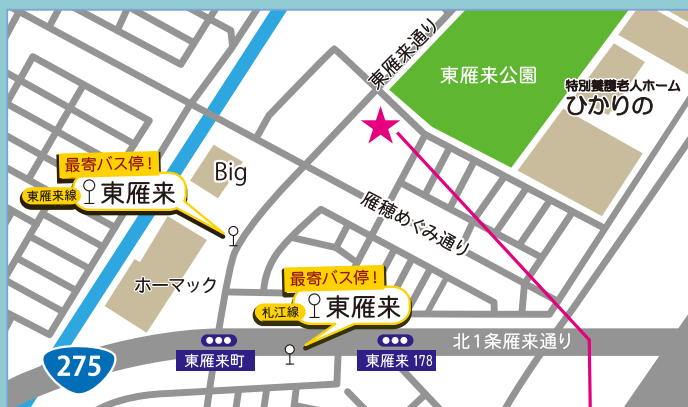 東雁来通り
東雁来公園
特別養護老人ホーム
ひかりの
最寄バス停!
東雁来線
東雁来
Big
雁穂めぐみ通り
ホーマック
最寄バス停!
札江線
東雁来
275
東雁来町
東雁来178
北1条雁来通り